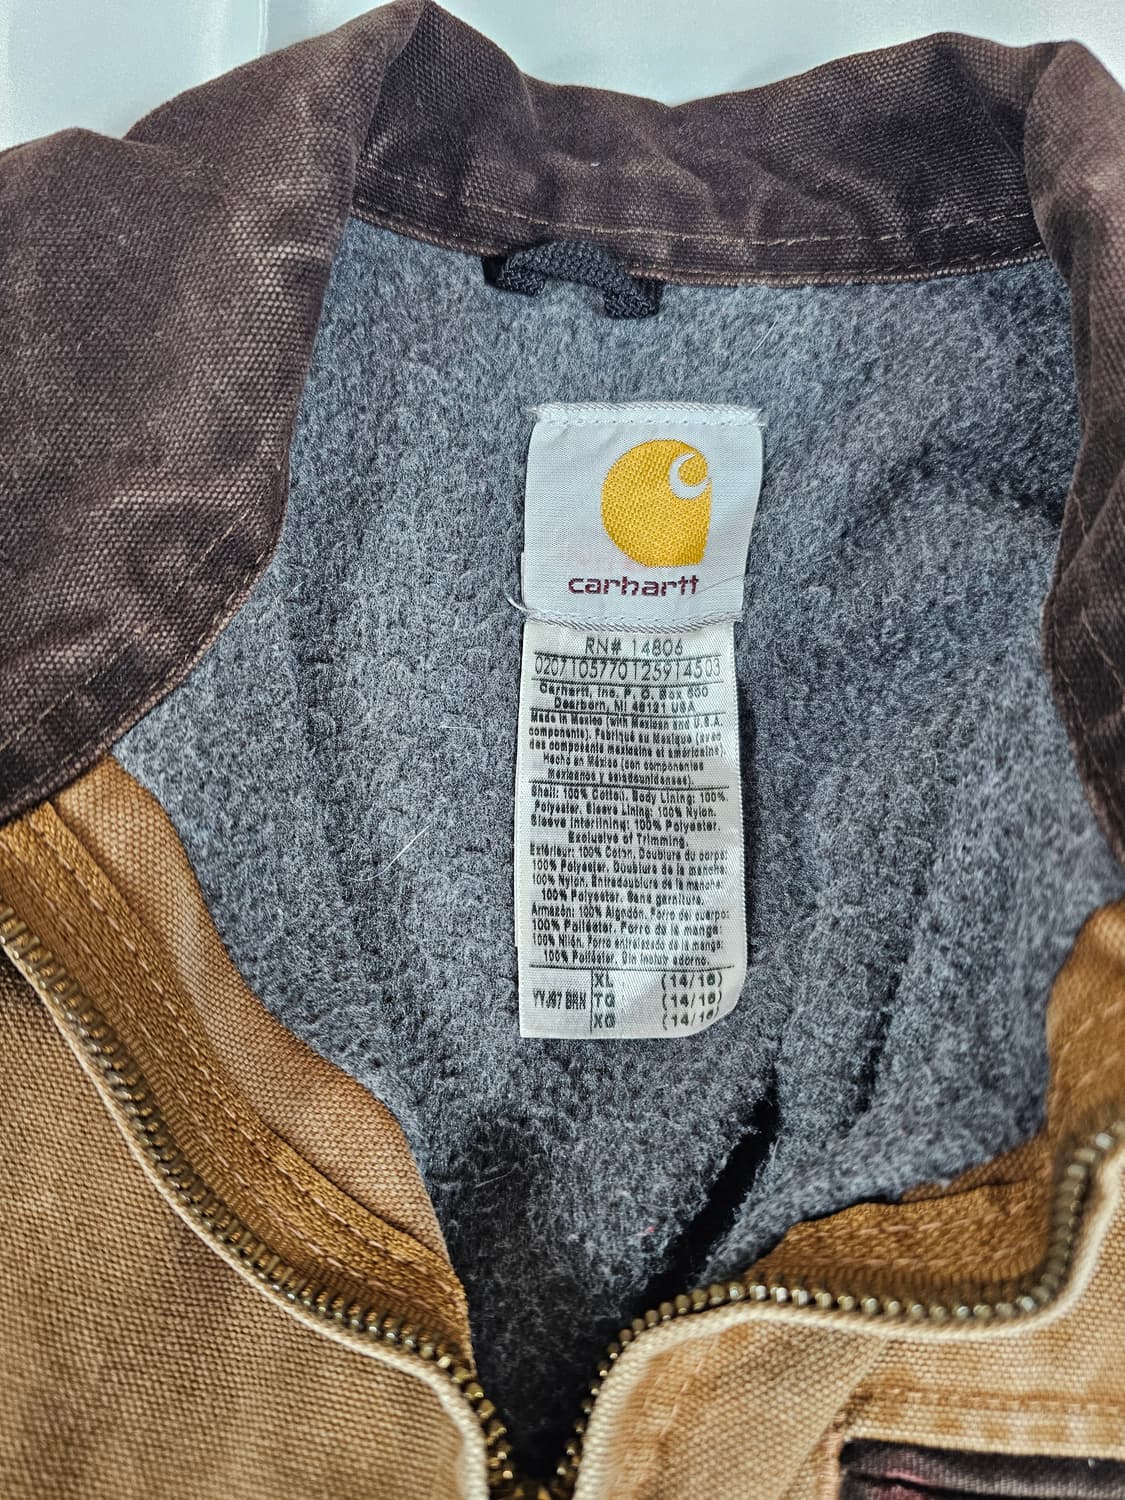 carhartt
RN# 14806
0207105770125914503
Carhartt, Inc. P. O. Box 600
Dearborn, MI 48121 USA
Made in Mexico (with Mexican and U.S.A.
components). Fabriqué au Mexique (avec
des composants mexicains et américains).
Hecho en México (con componentes
Mexicanos y estadounidenses).
Shell: 100% Cotton. Body Lining: 100%
Polyester. Sleeve Lining: 100% Nylon.
Sleeve Interlining: 100% Polyester.
Exclusive of Trimming.
Extérieur: 100% Coton. Doublure du corps:
100% Polyester. Doublure de la manche:
100% Nylon. Entredoublure de la manche:
100% Polyester. Sans garniture.
Armazón: 100% Algodón. Forro del cuerpo:
100% Poliéster. Forro de la manga:
100% Nilón. Forro entrelazado de la manga:
100% Poliéster. Sin incluir adorno.
XL (14/16)
YYJ97 BRN TG (14/16)
XG (14/16)